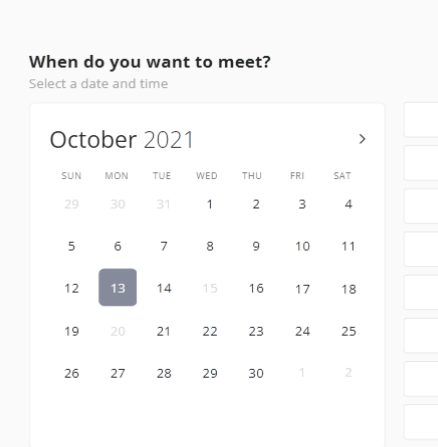 When do you want to meet?
Select a date and time
October 2021
SUN MON TUE WED THU FRI SAT
29 30 31 1 2 3 4
5 6 7 8 9 10 11
12 13 14 15 16 17 18
19 20 21 22 23 24 25
26 27 28 29 30 1 2